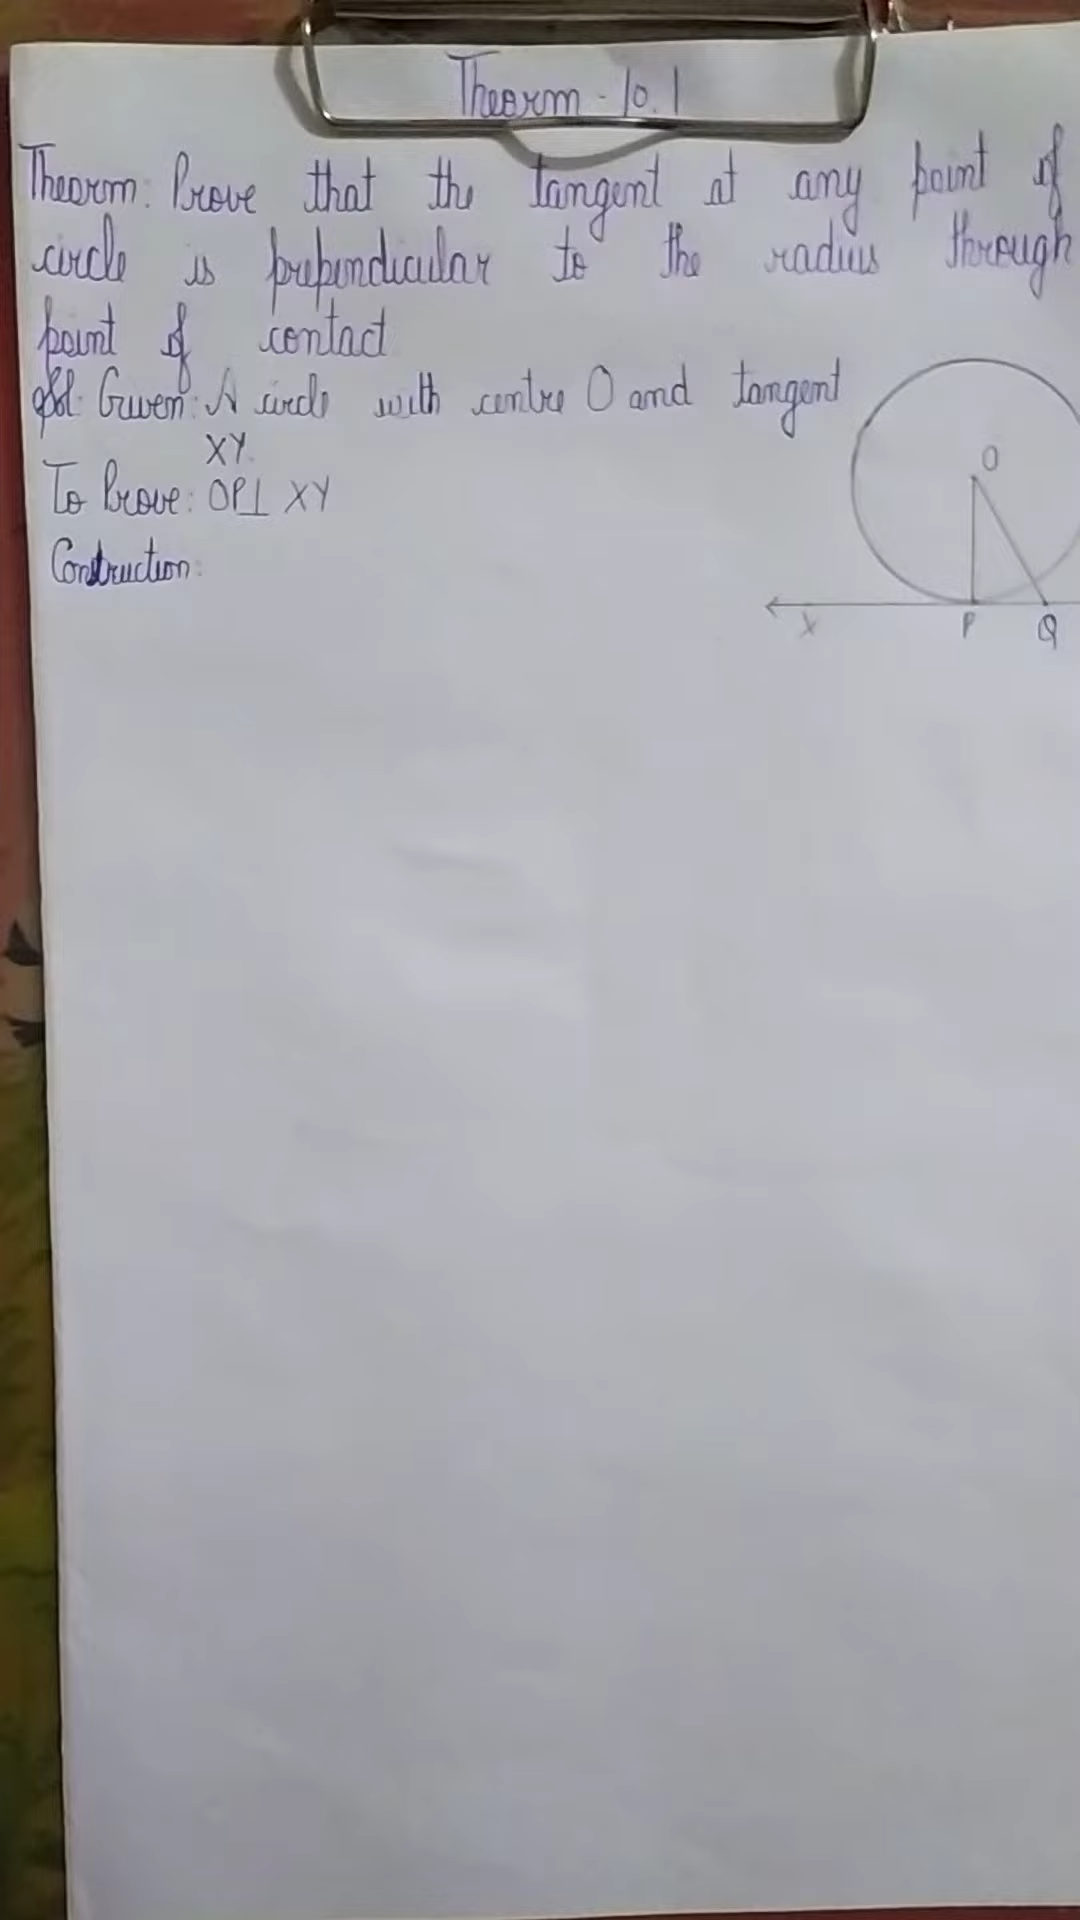 Theorm - 10.1
Theorm: Prove that the tangent at any point of
circle is prependicular to the radius through
point of contact
Sol: Given: A circle with centre O and tangent
XY.
To Prove: OP⊥ XY
Construction:
O
X P Q